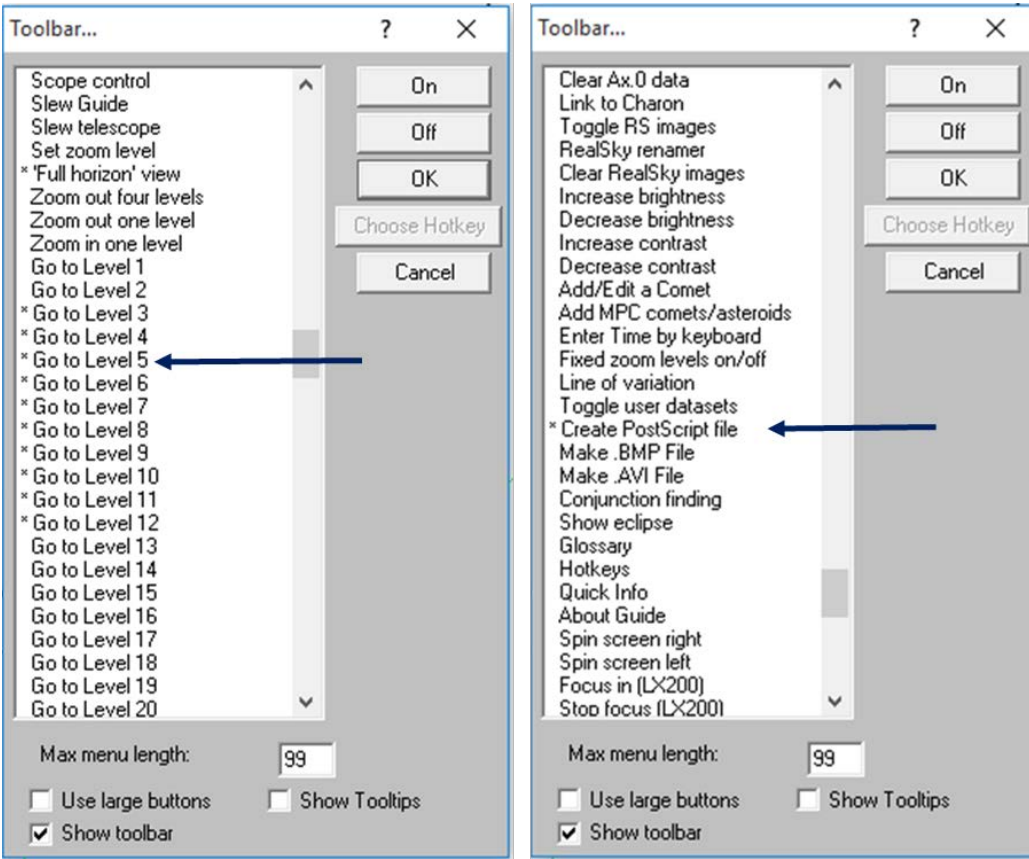 Toolbar...
?
Scope control
Slew Guide
Slew telescope
Set zoom level
* 'Full horizon' view
Zoom out four levels
Zoom out one level
Zoom in one level
Go to Level 1
Go to Level 2
* Go to Level 3
* Go to Level 4
* Go to Level 5
* Go to Level 6
* Go to Level 7
* Go to Level 8
* Go to Level 9
* Go to Level 10
* Go to Level 11
* Go to Level 12
Go to Level 13
Go to Level 14
Go to Level 15
Go to Level 16
Go to Level 17
Go to Level 18
Go to Level 19
Go to Level 20
On
Off
OK
Choose Hotkey
Cancel
Max menu length: 99
Use large buttons
Show Tooltips
Show toolbar
Toolbar...
?
Clear Ax.0 data
Link to Charon
Toggle RS images
RealSky renamer
Clear RealSky images
Increase brightness
Decrease brightness
Increase contrast
Decrease contrast
Add/Edit a Comet
Add MPC comets/asteroids
Enter Time by keyboard
Fixed zoom levels on/off
Line of variation
Toggle user datasets
* Create PostScript file
Make .BMP File
Make .AVI File
Conjunction finding
Show eclipse
Glossary
Hotkeys
Quick Info
About Guide
Spin screen right
Spin screen left
Focus in (LX200)
Stop focus (LX200)
On
Off
OK
Choose Hotkey
Cancel
Max menu length: 99
Use large buttons
Show Tooltips
Show toolbar